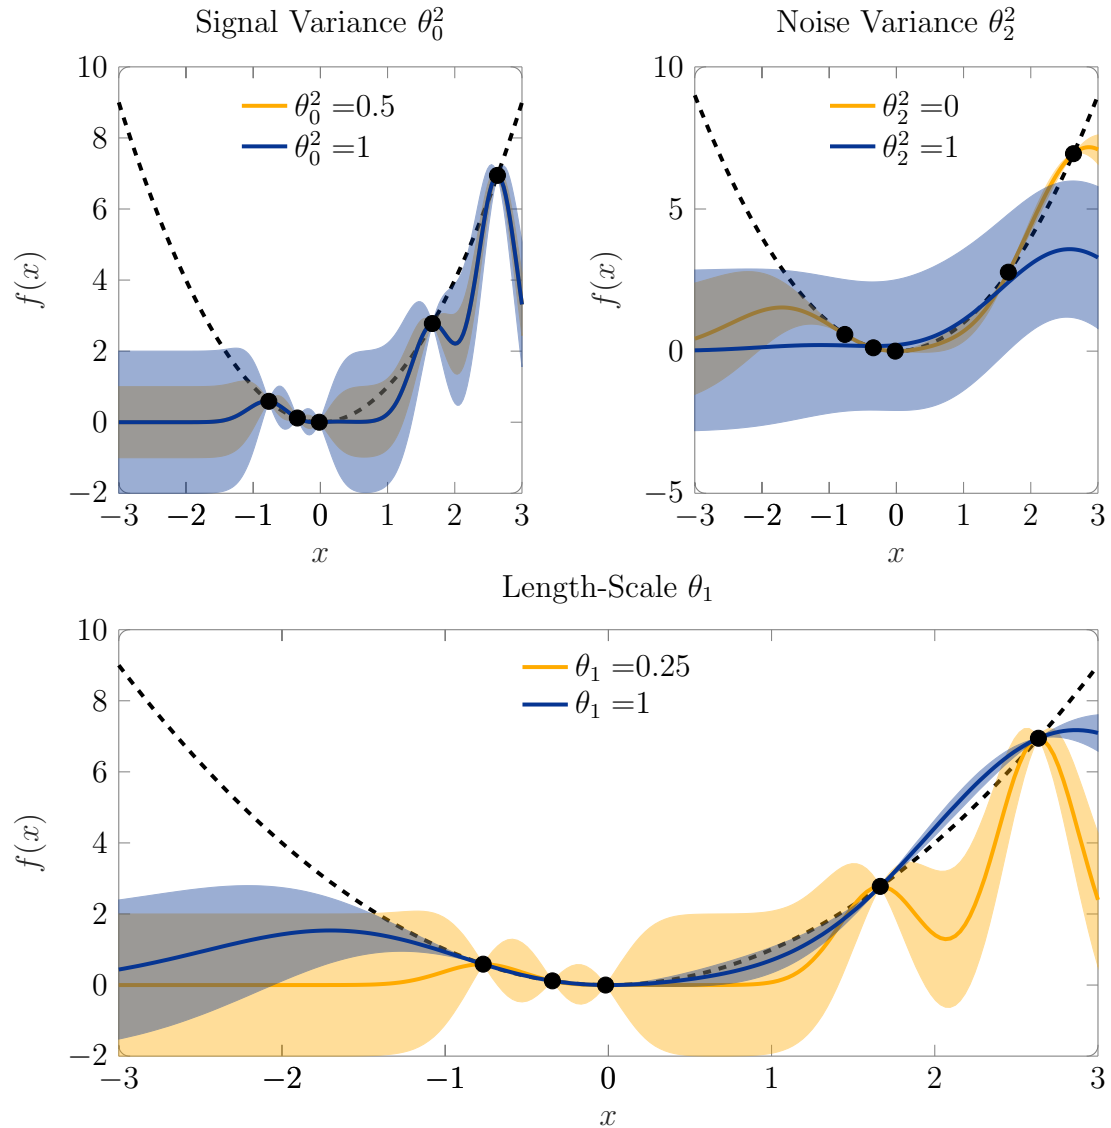 Signal Variance θ₀²
10
8
6
4
2
0
−2
f(x)
θ₀² =0.5
θ₀² =1
−3 −2 −1 0 1 2 3
x
Noise Variance θ₂²
10
5
0
−5
f(x)
θ₂² =0
θ₂² =1
−3 −2 −1 0 1 2 3
x
Length-Scale θ₁
10
8
6
4
2
0
−2
f(x)
θ₁ =0.25
θ₁ =1
−3 −2 −1 0 1 2 3
x